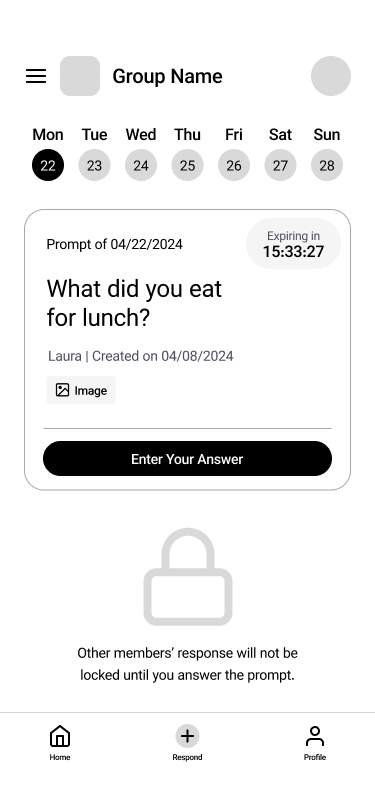 Group Name
Mon Tue Wed Thu Fri Sat Sun
22 23 24 25 26 27 28
Prompt of 04/22/2024
Expiring in
15:33:27
What did you eat
for lunch?
Laura | Created on 04/08/2024
Image
Enter Your Answer
Other members’ response will not be
locked until you answer the prompt.
Home Respond Profile